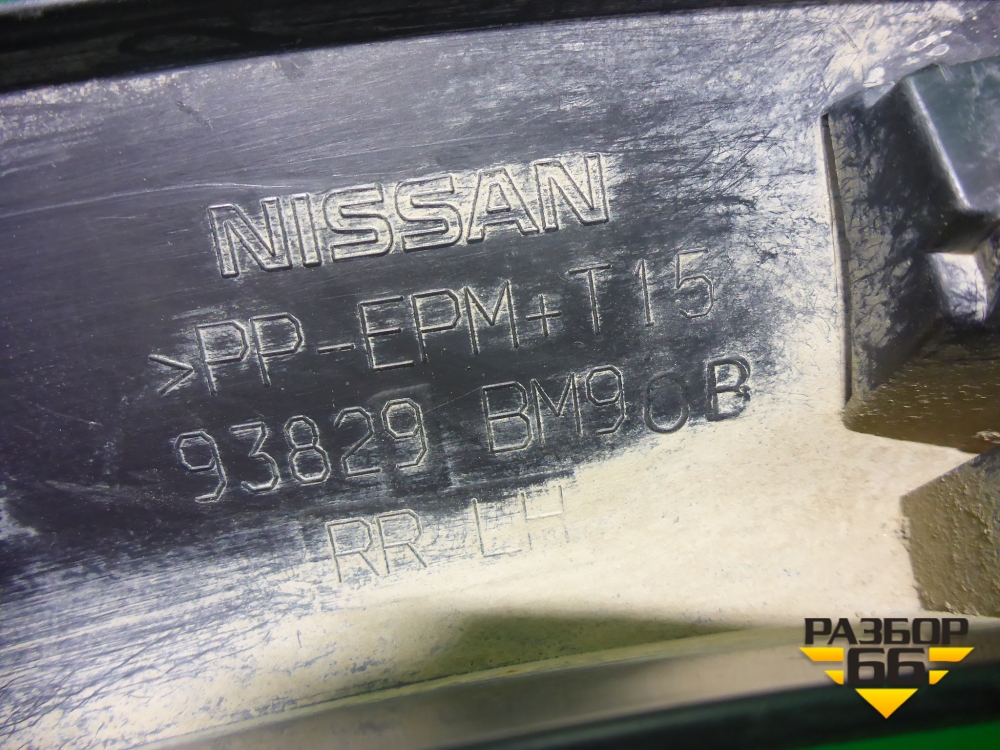 NISSAN
>PP-EPM+T15
93829 BM90B
RR LH
РАЗБОР
66